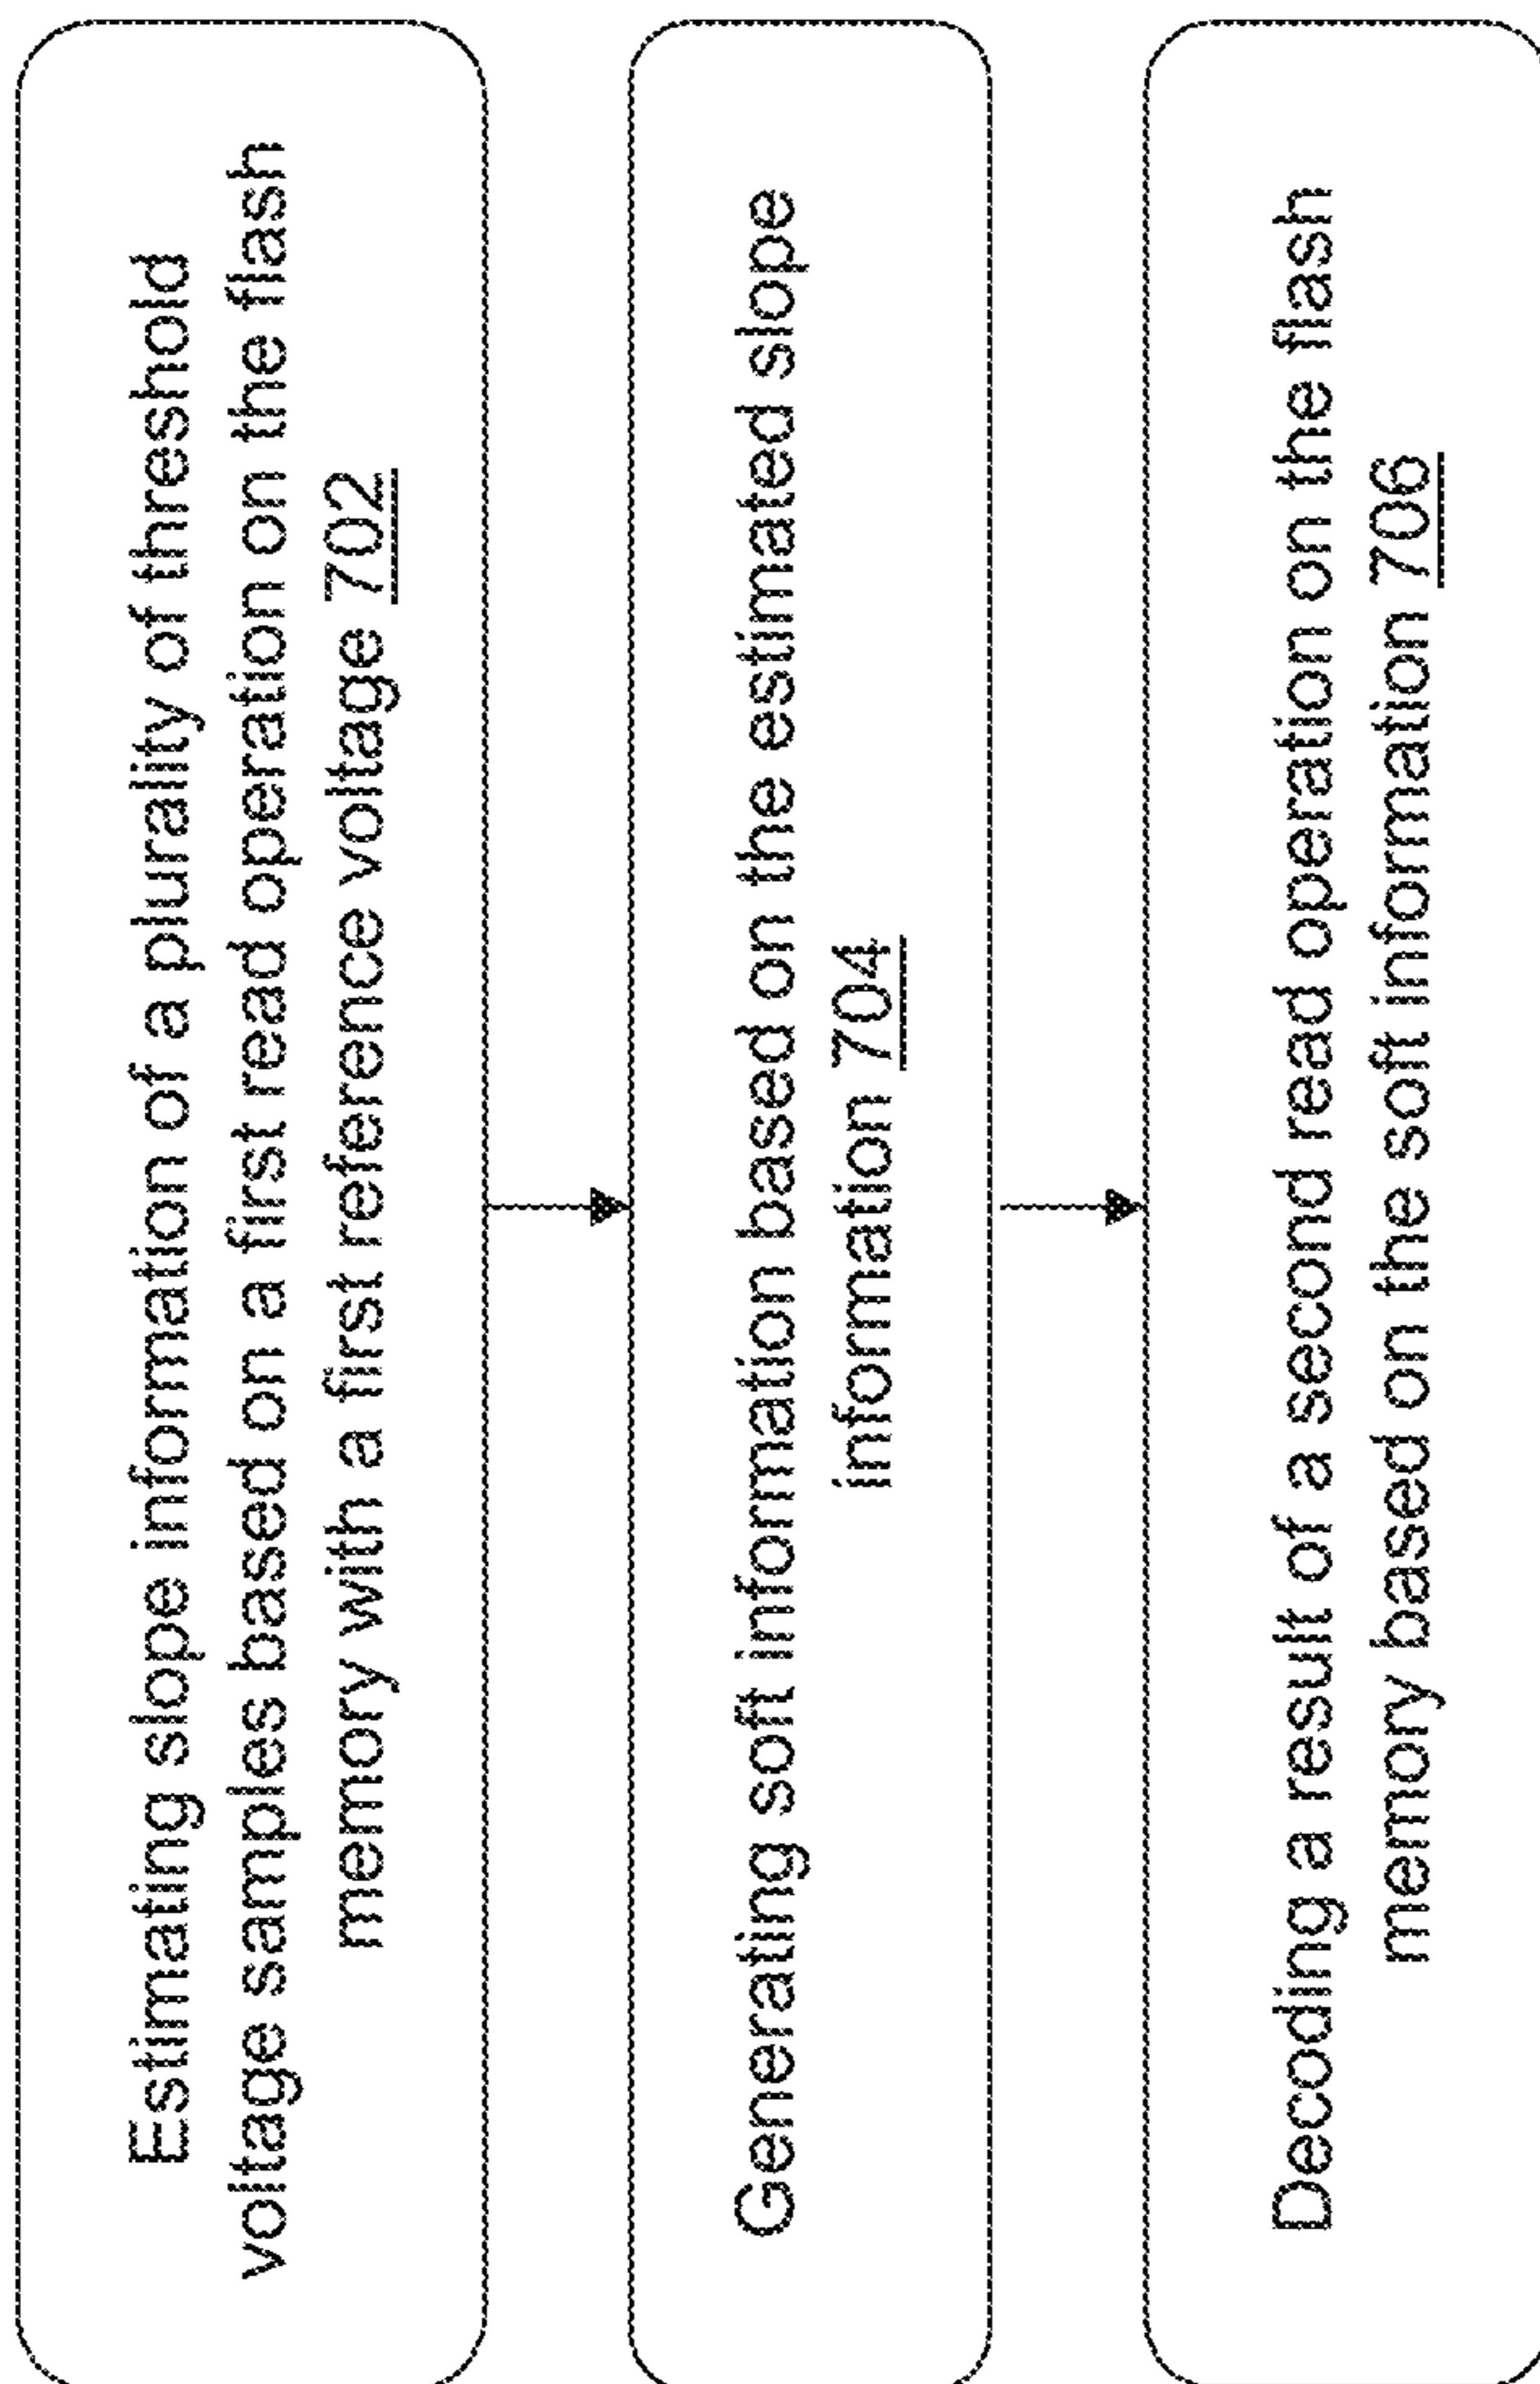 Estimating slope information of a plurality of threshold
voltage samples based on a first read operation on the flash
memory with a first reference voltage 702
Generating soft information based on the estimated slope
information 704
Decoding a result of a second read operation on the flash
memory based on the soft information 706